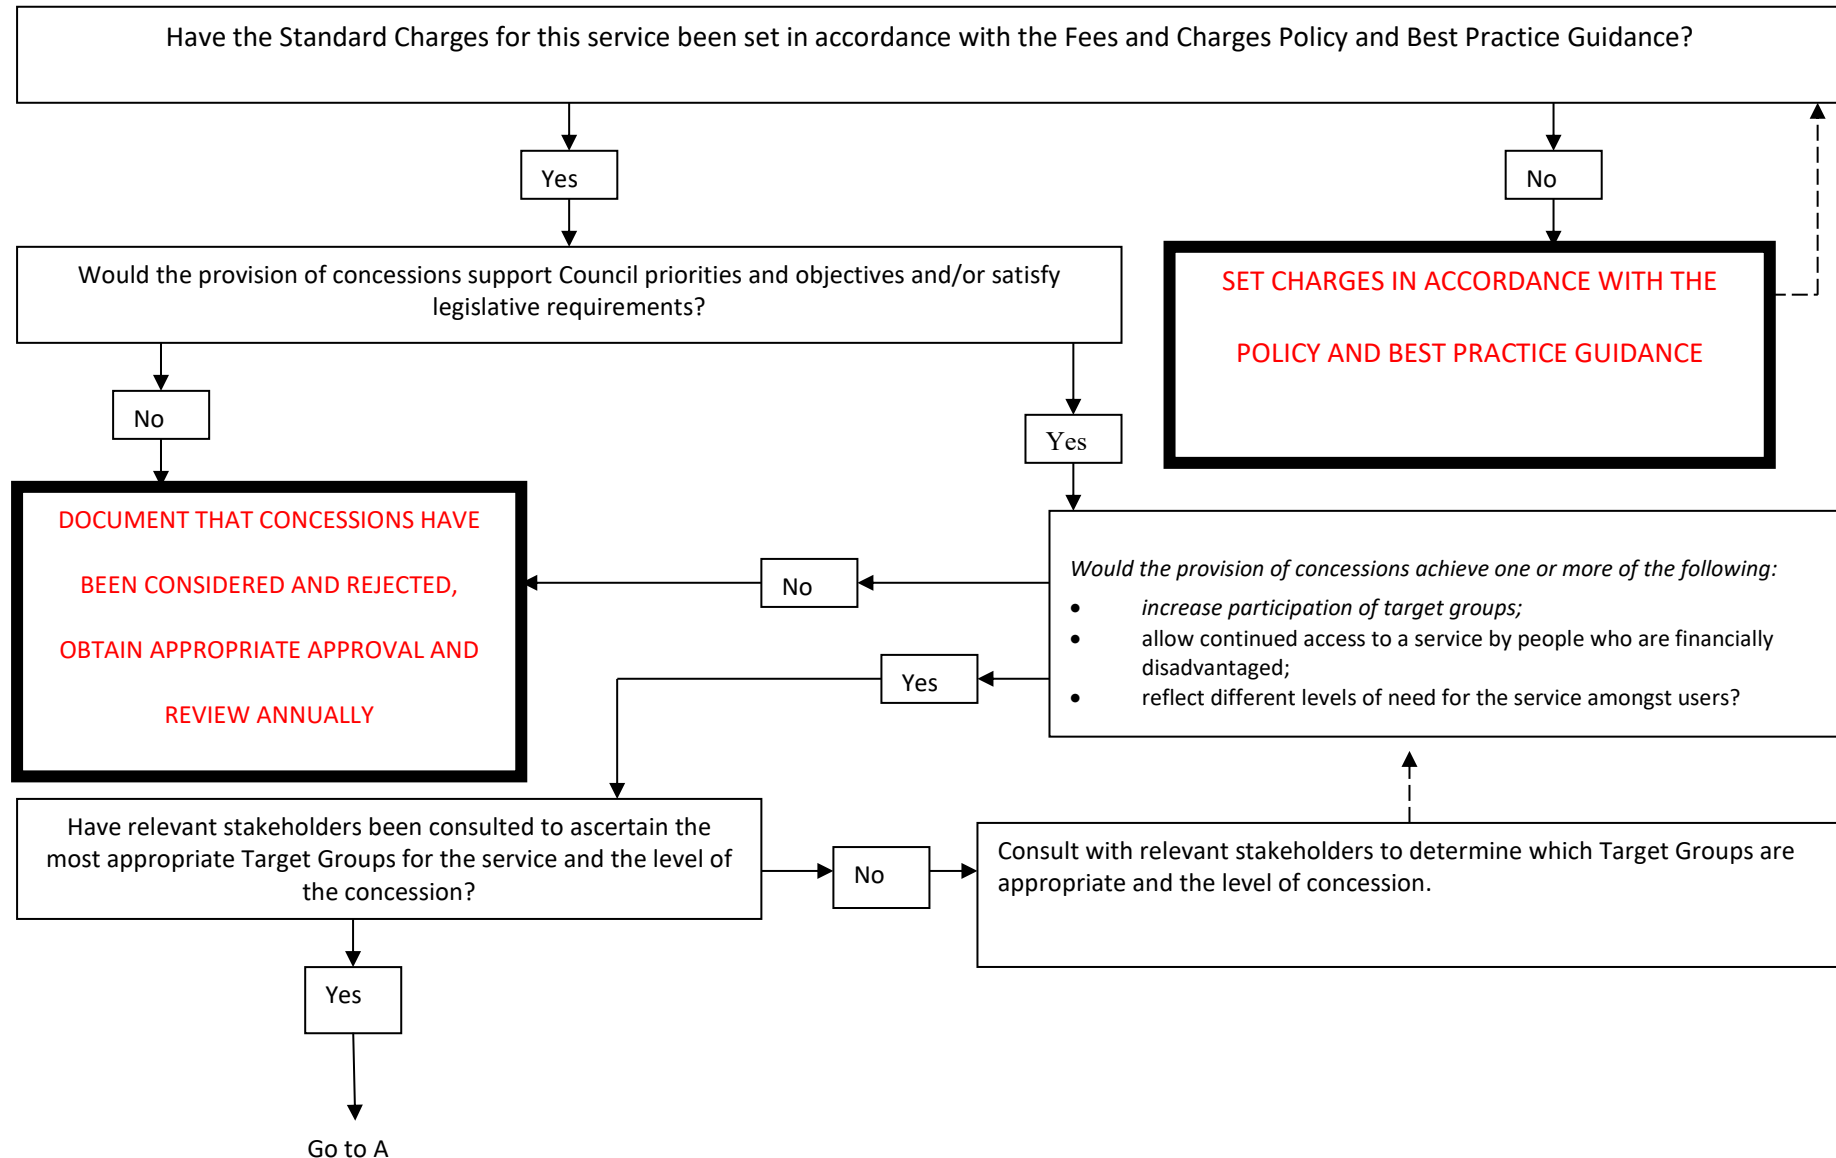 Have the Standard Charges for this service been set in accordance with the Fees and Charges Policy and Best Practice Guidance?
Yes
No
Would the provision of concessions support Council priorities and objectives and/or satisfy
legislative requirements?
SET CHARGES IN ACCORDANCE WITH THE
POLICY AND BEST PRACTICE GUIDANCE
No
Yes
DOCUMENT THAT CONCESSIONS HAVE
BEEN CONSIDERED AND REJECTED,
OBTAIN APPROPRIATE APPROVAL AND
REVIEW ANNUALLY
No
Yes
Would the provision of concessions achieve one or more of the following:
• increase participation of target groups;
• allow continued access to a service by people who are financially
disadvantaged;
• reflect different levels of need for the service amongst users?
Have relevant stakeholders been consulted to ascertain the
most appropriate Target Groups for the service and the level of
the concession?
No
Consult with relevant stakeholders to determine which Target Groups are
appropriate and the level of concession.
Yes
Go to A